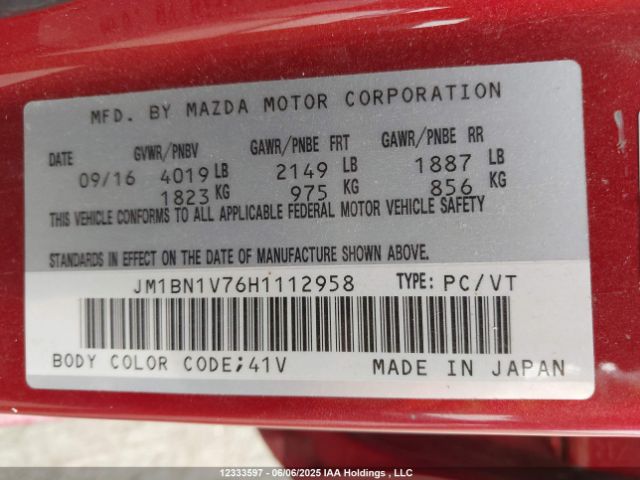 MFD. BY MAZDA MOTOR CORPORATION
DATE GVWR/PNBV GAWR/PNBE FRT GAWR/PNBE RR
09/16 4019 LB 2149 LB 1887 LB
1823 KG 975 KG 856 KG
THIS VEHICLE CONFORMS TO ALL APPLICABLE FEDERAL MOTOR VEHICLE SAFETY
STANDARDS IN EFFECT ON THE DATE OF MANUFACTURE SHOWN ABOVE.
JM1BN1V76H1112958 TYPE: PC/VT
BODY COLOR CODE;41V MADE IN JAPAN
12333597 - 06/06/2025 IAA Holdings , LLC